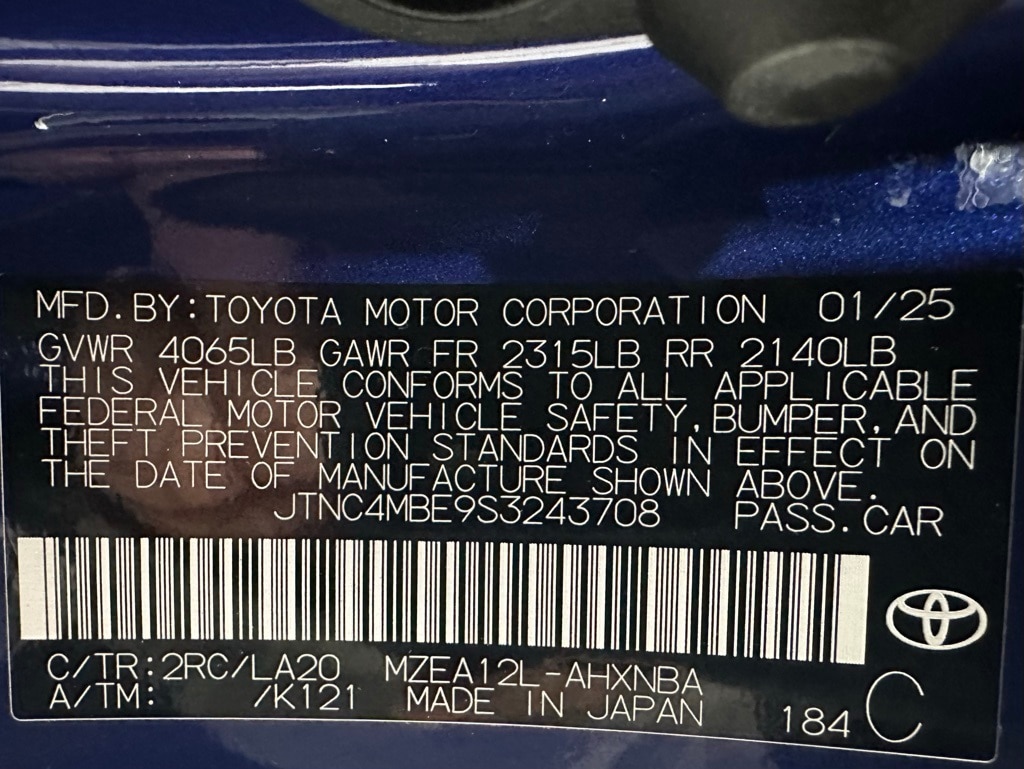 MFD. BY: TOYOTA MOTOR CORPORATION 01/25
GVWR 4065LB GAWR FR 2315LB RR 2140LB
THIS VEHICLE CONFORMS TO ALL APPLICABLE
FEDERAL MOTOR VEHICLE SAFETY, BUMPER, AND
THEFT PREVENTION STANDARDS IN EFFECT ON
THE DATE OF MANUFACTURE SHOWN ABOVE.
JTNC4MBE9S3243708 PASS. CAR
C/TR: 2RC/LA20 MZEA12L-AHXNBA
A/TM: /K121 MADE IN JAPAN 184 C